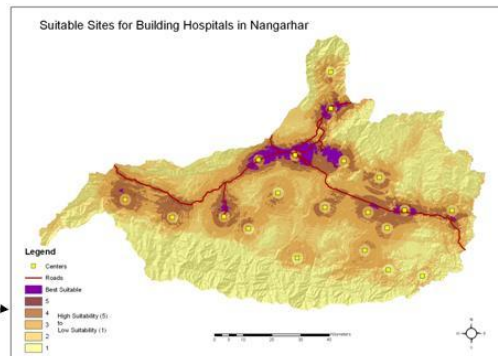 Suitable Sites for Building Hospitals in Nangarhar
Legend
Centers
Roads
Best Suitable
5
4 High Suitability (5)
3 to
2 Low Suitability (1)
1
Kilometers